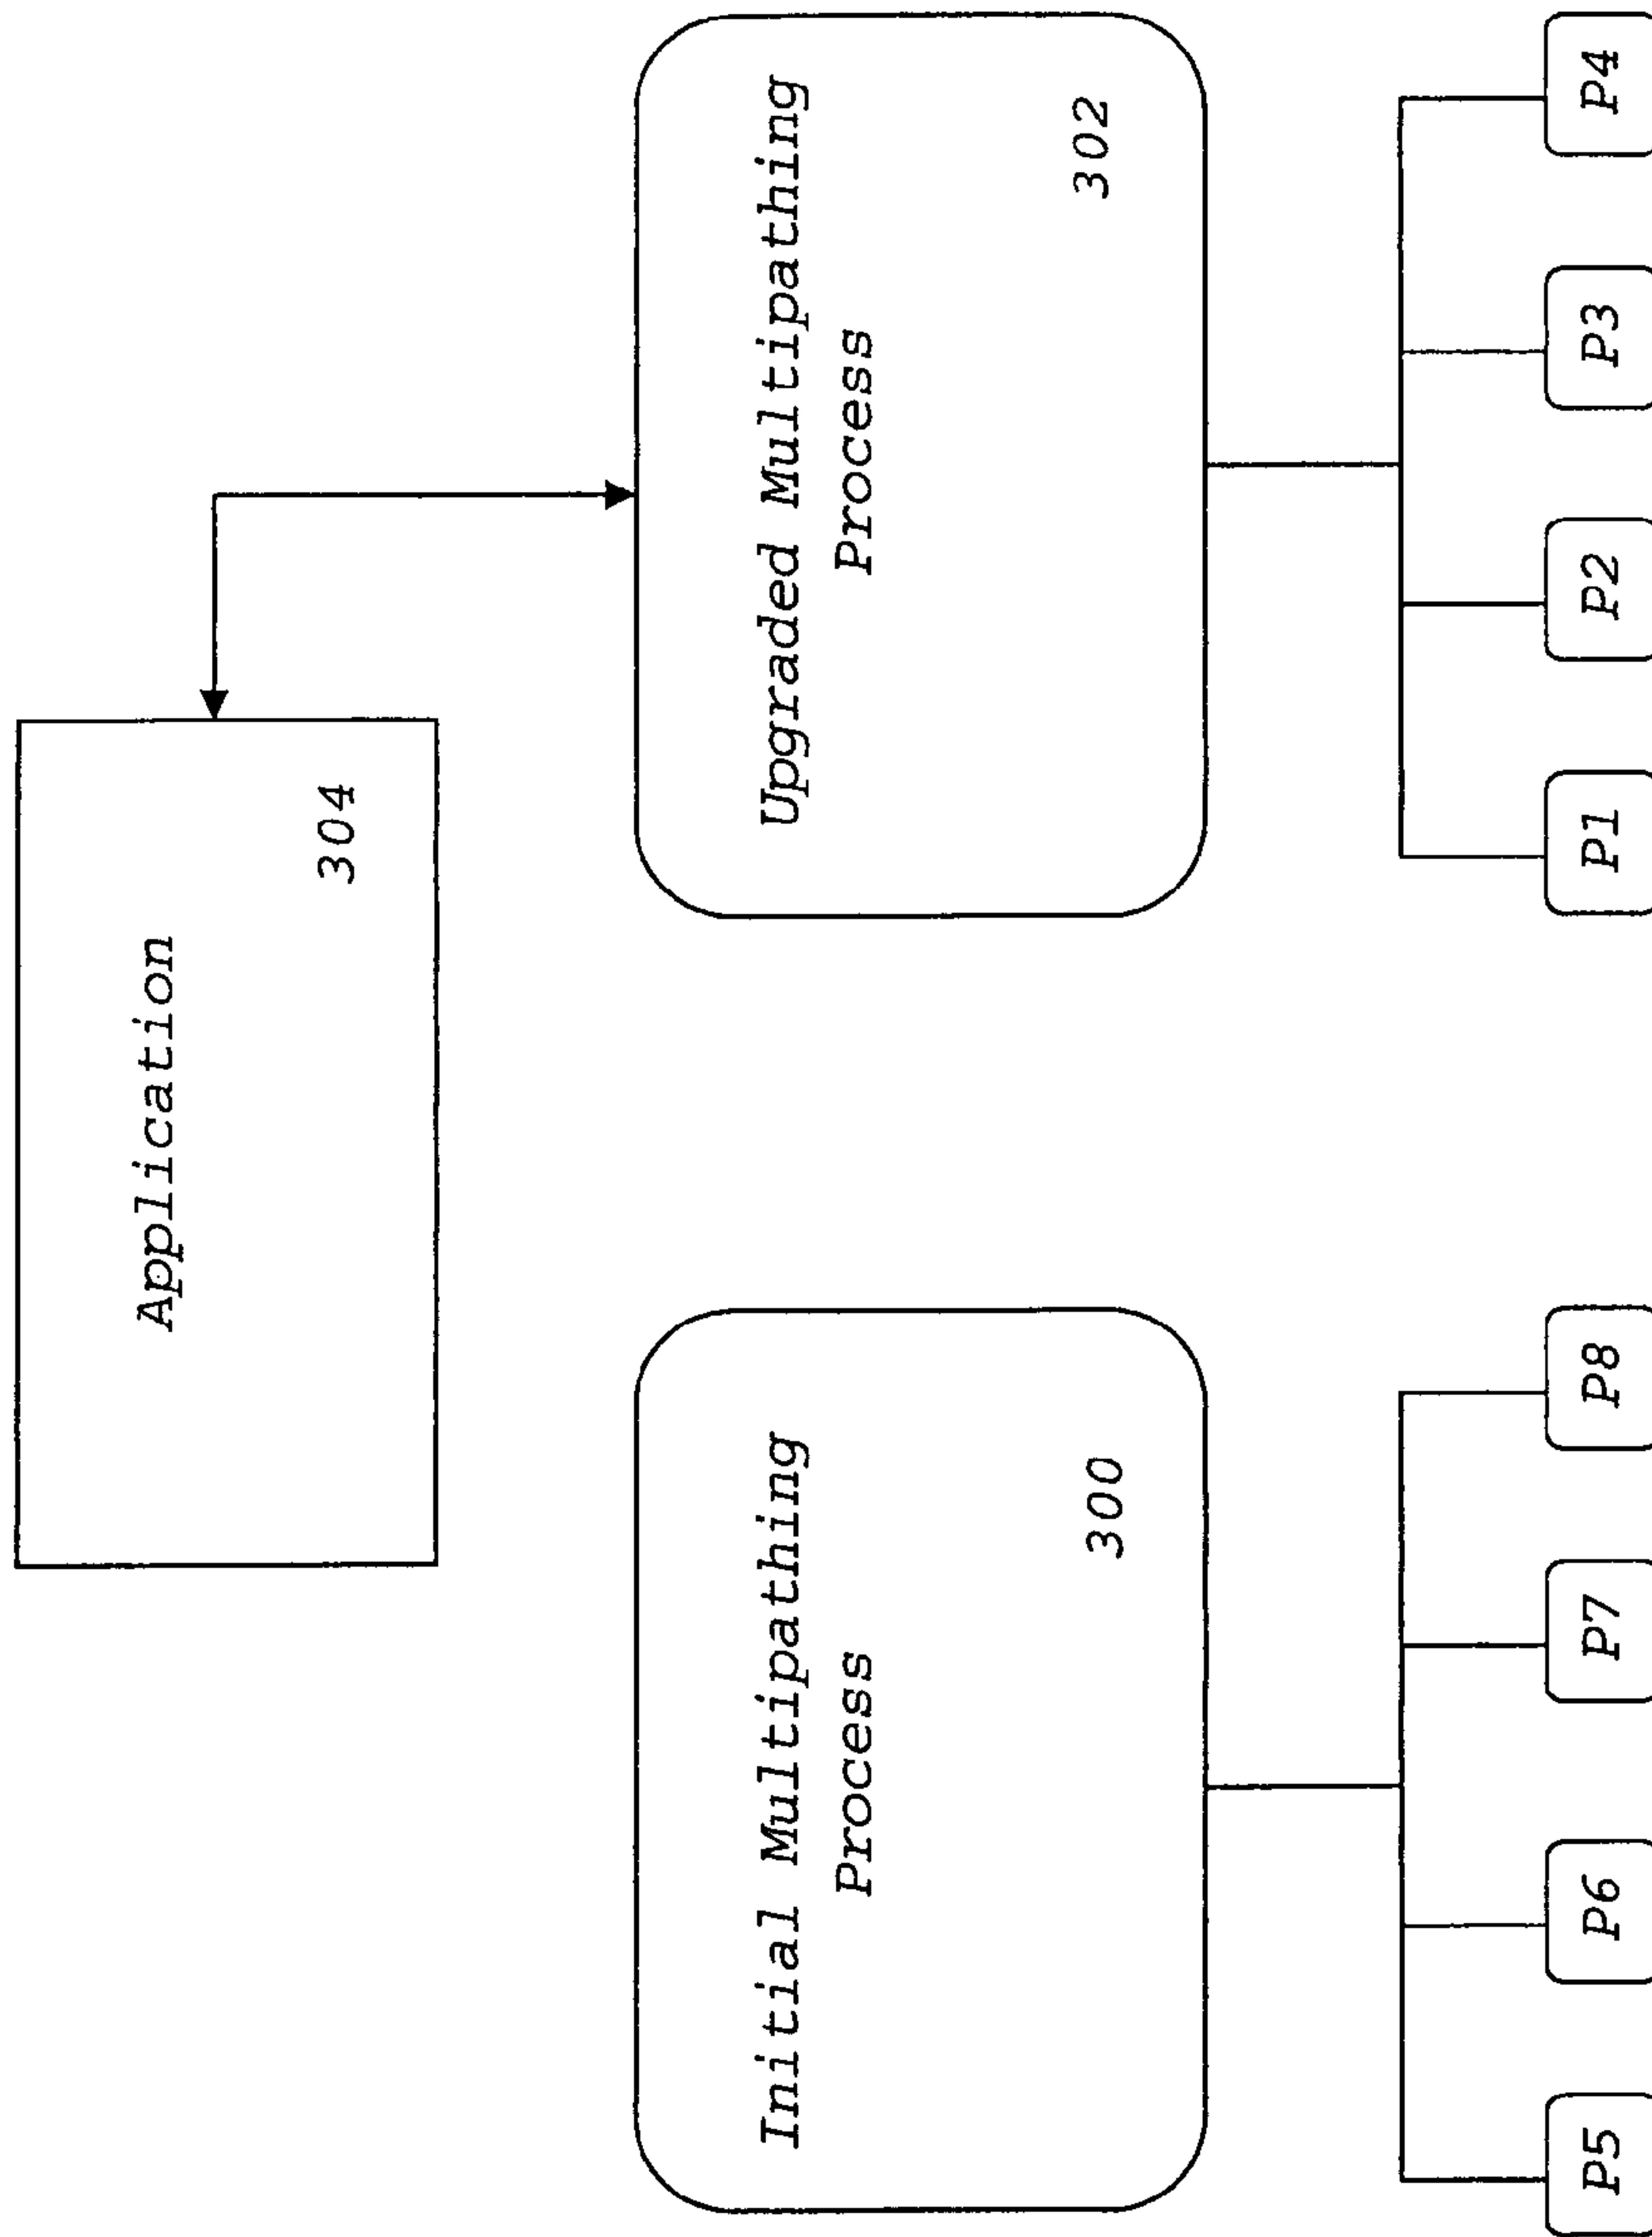 Application
304
Initial Multipathing
Process
300
Upgraded Multipathing
Process
302
P5
P6
P7
P8
P1
P2
P3
P4